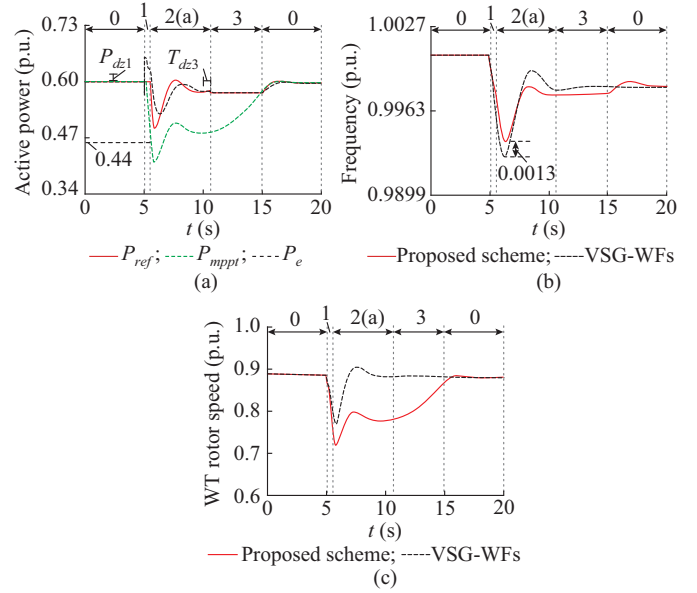 0 1 2(a) 3 0
0.73
0.60
0.47
0.34
P_dz1
T_dz3
0.44
Active power (p.u.)
0 5 10 15 20
t (s)
P_ref; P_mppt; P_e
(a)
0 1 2(a) 3 0
1.0027
0.9963
0.9899
Frequency (p.u.)
0.0013
0 5 10 15 20
t (s)
Proposed scheme; VSG-WFs
(b)
0 1 2(a) 3 0
1.0
0.9
0.8
0.7
0.6
WT rotor speed (p.u.)
0 5 10 15 20
t (s)
Proposed scheme; VSG-WFs
(c)